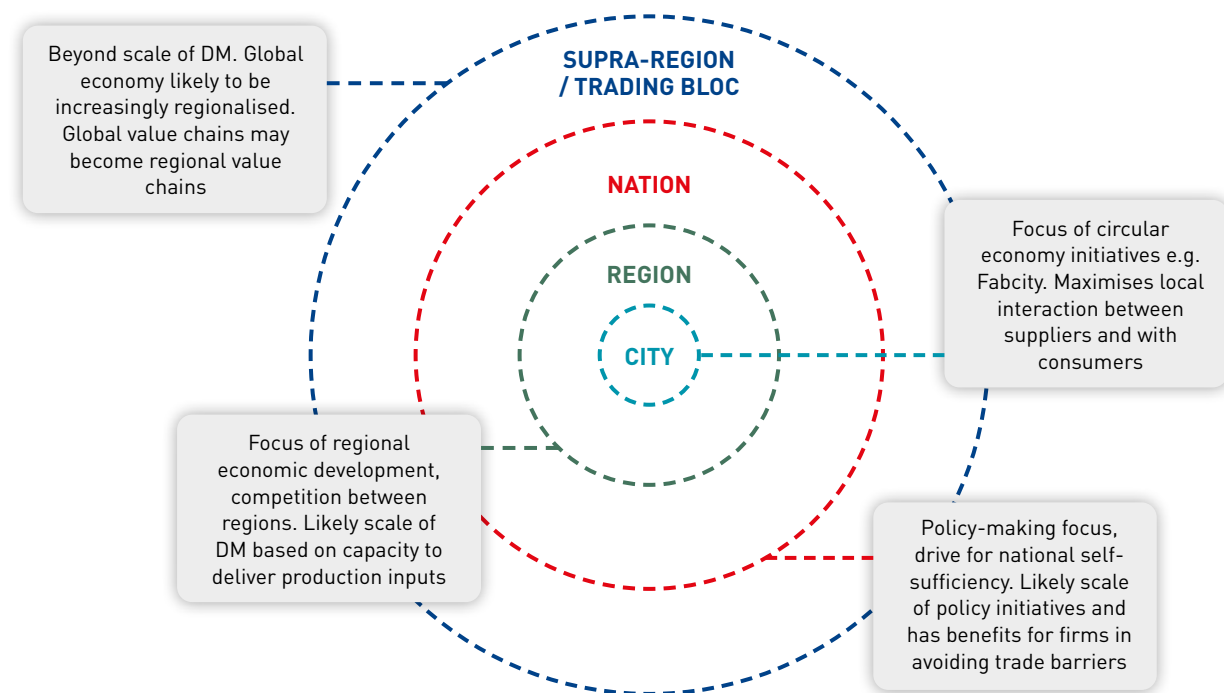 Beyond scale of DM. Global
economy likely to be
increasingly regionalised.
Global value chains may
become regional value
chains
SUPRA-REGION
/ TRADING BLOC
NATION
REGION
CITY
Focus of circular
economy initiatives e.g.
Fabcity. Maximises local
interaction between
suppliers and with
consumers
Focus of regional
economic development,
competition between
regions. Likely scale of
DM based on capacity to
deliver production inputs
Policy-making focus,
drive for national self-
sufficiency. Likely scale
of policy initiatives and
has benefits for firms in
avoiding trade barriers